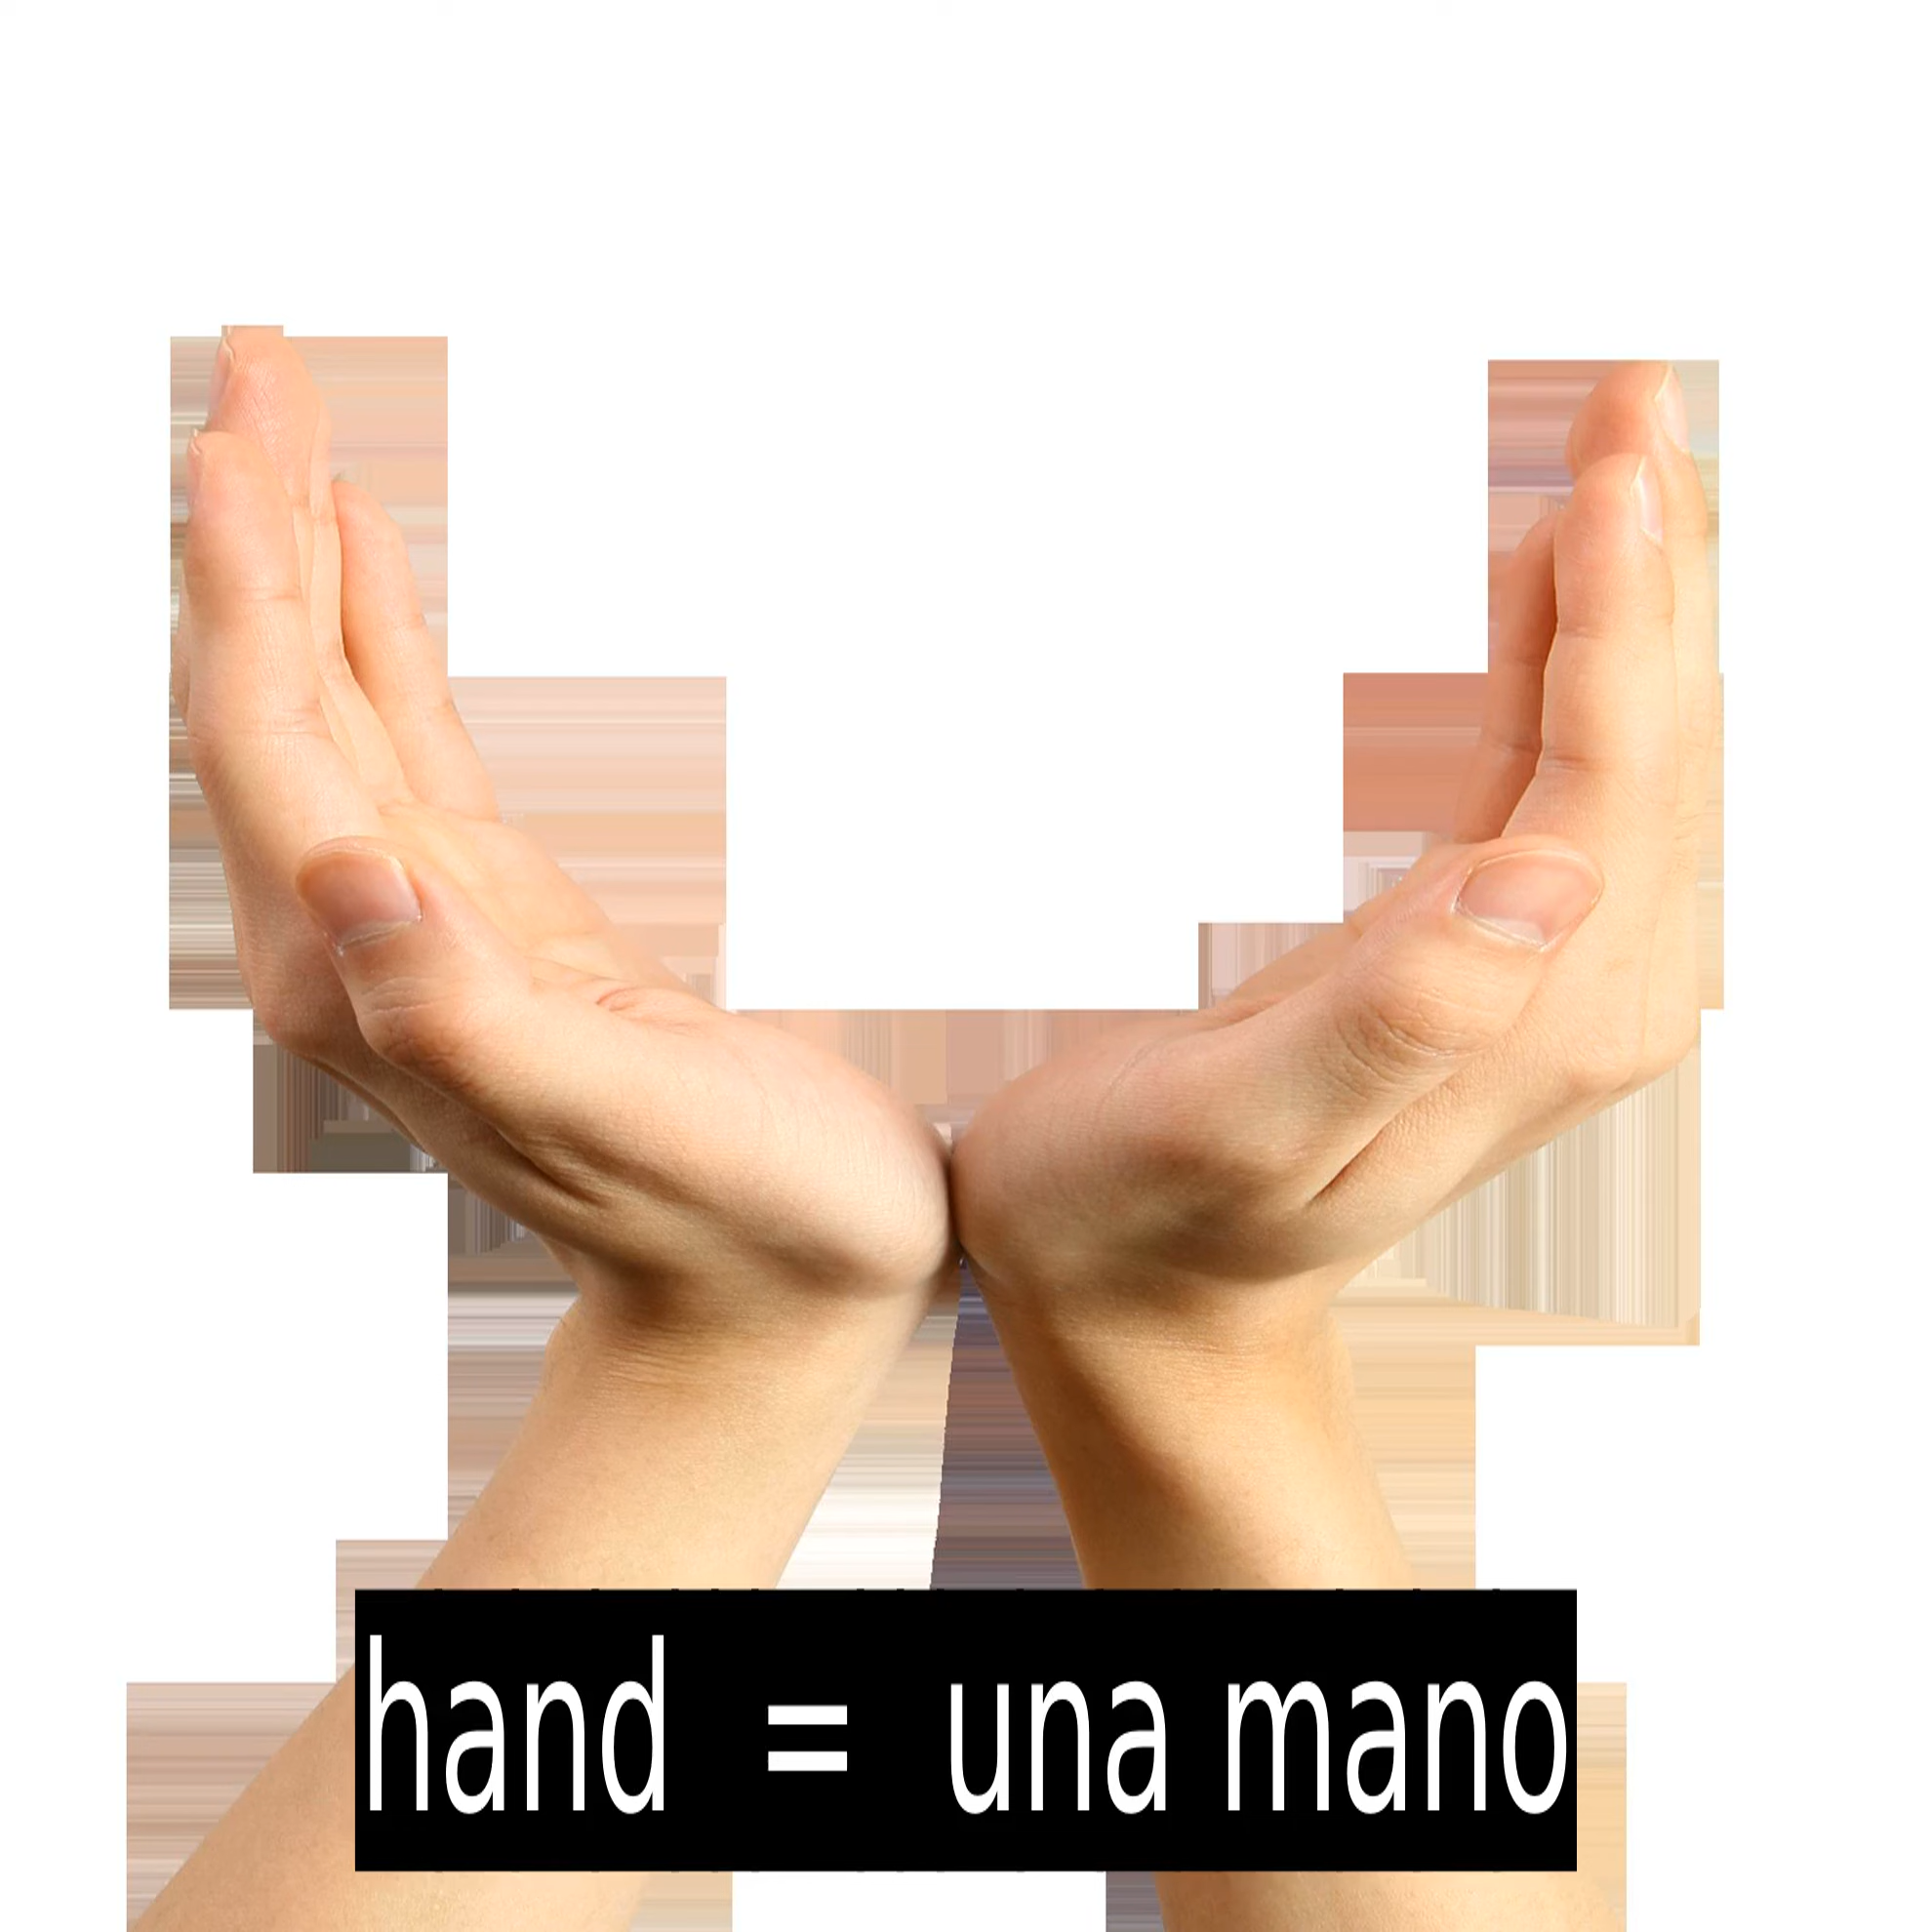 hand = una mano